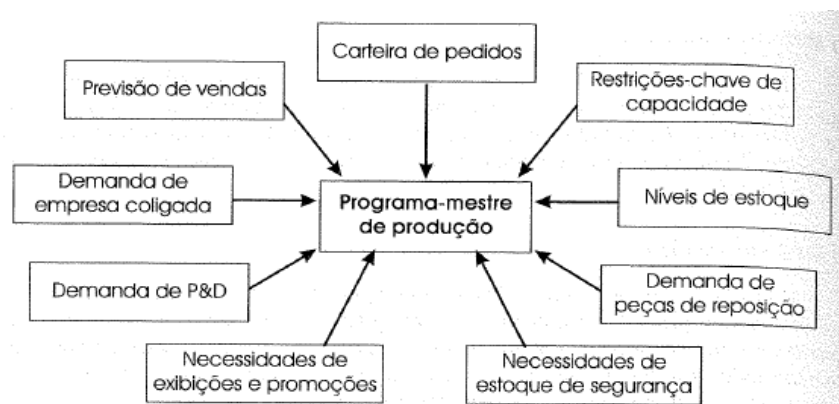 Carteira de pedidos
Previsão de vendas
Restrições-chave de
capacidade
Demanda de
empresa coligada
Programa-mestre
de produção
Níveis de estoque
Demanda de P&D
Demanda de
peças de reposição
Necessidades de
exibições e promoções
Necessidades de
estoque de segurança